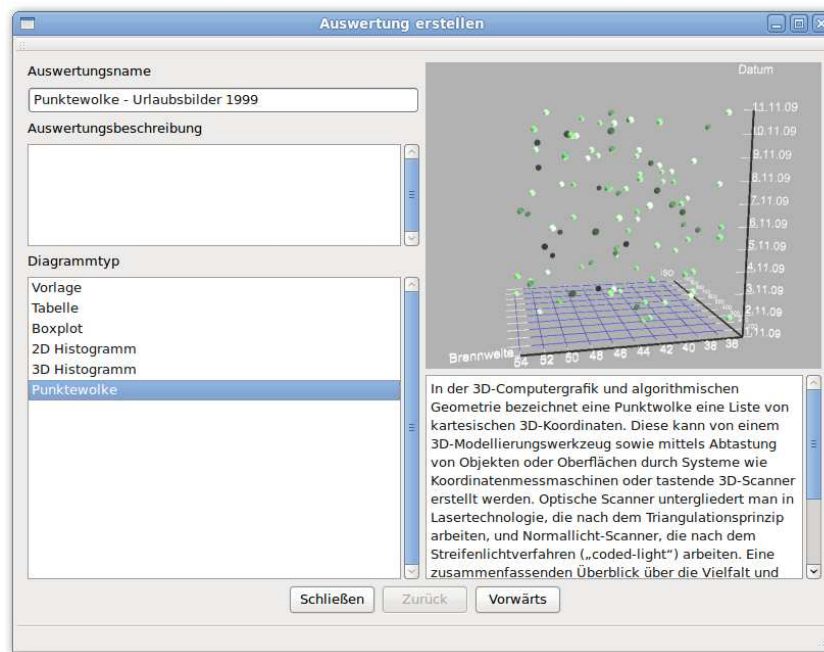 Auswertung erstellen
Auswertungsname
Punktewolke - Urlaubsbilder 1999
Auswertungsbeschreibung
Diagrammtyp
Vorlage
Tabelle
Boxplot
2D Histogramm
3D Histogramm
Punktewolke
Datum
11.11.09
10.11.09
9.11.09
8.11.09
7.11.09
6.11.09
5.11.09
4.11.09
3.11.09
2.11.09
1.11.09
ISO
Brennweite
54 52 50 48 46 44 42 40 38 36
In der 3D-Computergrafik und algorithmischen
Geometrie bezeichnet eine Punktwolke eine Liste von
kartesischen 3D-Koordinaten. Diese kann von einem
3D-Modellierungswerkzeug sowie mittels Abtastung
von Objekten oder Oberflächen durch Systeme wie
Koordinatenmessmaschinen oder tastende 3D-Scanner
erstellt werden. Optische Scanner untergliedert man in
Lasertechnologie, die nach dem Triangulationsprinzip
arbeiten, und Normallicht-Scanner, die nach dem
Streifenlichtverfahren („coded-light“) arbeiten. Eine
zusammenfassenden Überblick über die Vielfalt und
Schließen
Zurück
Vorwärts